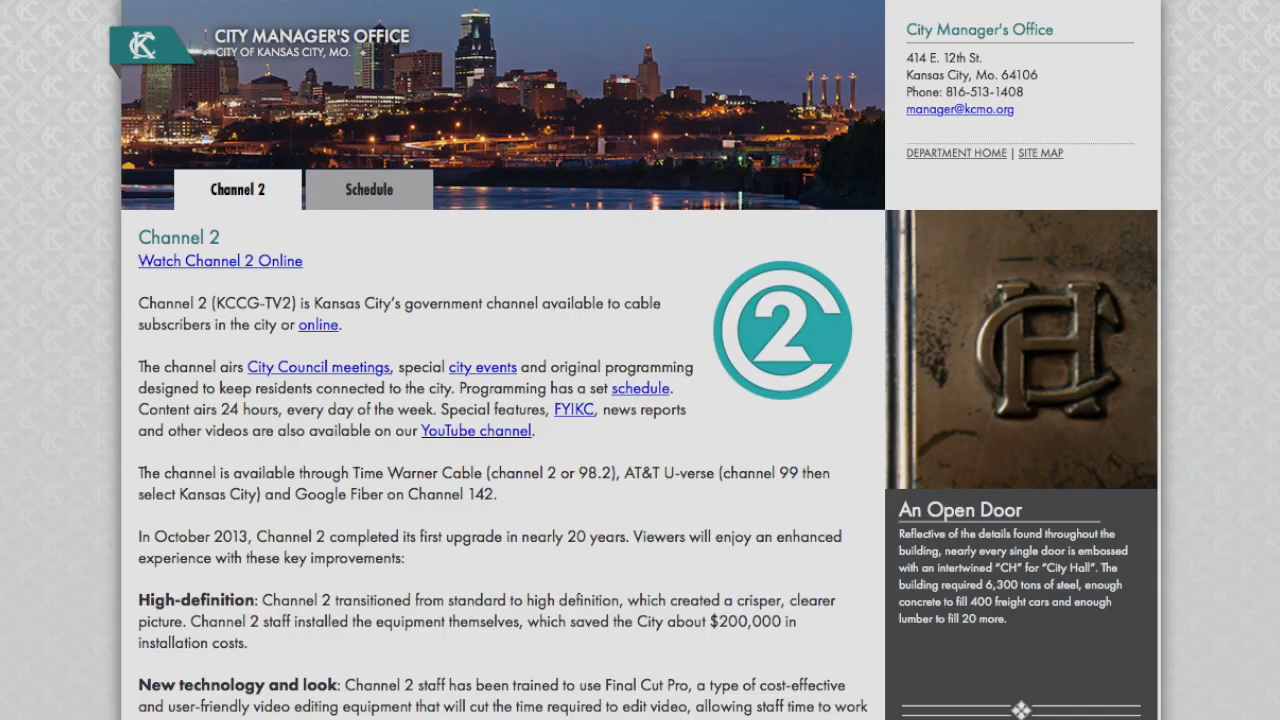 KC
CITY MANAGER'S OFFICE
CITY OF KANSAS CITY, MO.
Channel 2
Schedule
City Manager's Office
414 E. 12th St.
Kansas City, Mo. 64106
Phone: 816-513-1408
manager@kcmo.org
DEPARTMENT HOME | SITE MAP
Channel 2
Watch Channel 2 Online
Channel 2 (KCCG-TV2) is Kansas City's government channel available to cable
subscribers in the city or online.
The channel airs City Council meetings, special city events and original programming
designed to keep residents connected to the city. Programming has a set schedule.
Content airs 24 hours, every day of the week. Special features, FYIKC, news reports
and other videos are also available on our YouTube channel.
C2
The channel is available through Time Warner Cable (channel 2 or 98.2), AT&T U-verse (channel 99 then
select Kansas City) and Google Fiber on Channel 142.
In October 2013, Channel 2 completed its first upgrade in nearly 20 years. Viewers will enjoy an enhanced
experience with these key improvements:
High-definition: Channel 2 transitioned from standard to high definition, which created a crisper, clearer
picture. Channel 2 staff installed the equipment themselves, which saved the City about $200,000 in
installation costs.
New technology and look: Channel 2 staff has been trained to use Final Cut Pro, a type of cost-effective
and user-friendly video editing equipment that will cut the time required to edit video, allowing staff time to work
CH
An Open Door
Reflective of the details found throughout the
building, nearly every single door is embossed
with an intertwined “CH” for “City Hall”. The
building required 6,300 tons of steel, enough
concrete to fill 400 freight cars and enough
lumber to fill 20 more.